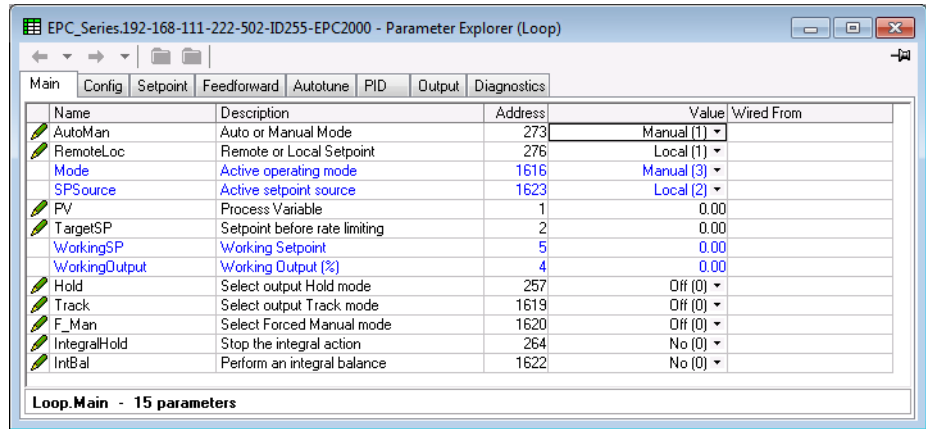 EPC_Series.192-168-111-222-502-ID255-EPC2000 - Parameter Explorer (Loop)
Main Config Setpoint Feedforward Autotune PID Output Diagnostics
Name Description Address Value Wired From
AutoMan Auto or Manual Mode 273 Manual (1)
RemoteLoc Remote or Local Setpoint 276 Local (1)
Mode Active operating mode 1616 Manual (3)
SPSource Active setpoint source 1623 Local (2)
PV Process Variable 1 0.00
TargetSP Setpoint before rate limiting 2 0.00
WorkingSP Working Setpoint 5 0.00
WorkingOutput Working Output (%) 4 0.00
Hold Select output Hold mode 257 Off (0)
Track Select output Track mode 1619 Off (0)
F_Man Select Forced Manual mode 1620 Off (0)
IntegralHold Stop the integral action 264 No (0)
IntBal Perform an integral balance 1622 No (0)
Loop.Main - 15 parameters